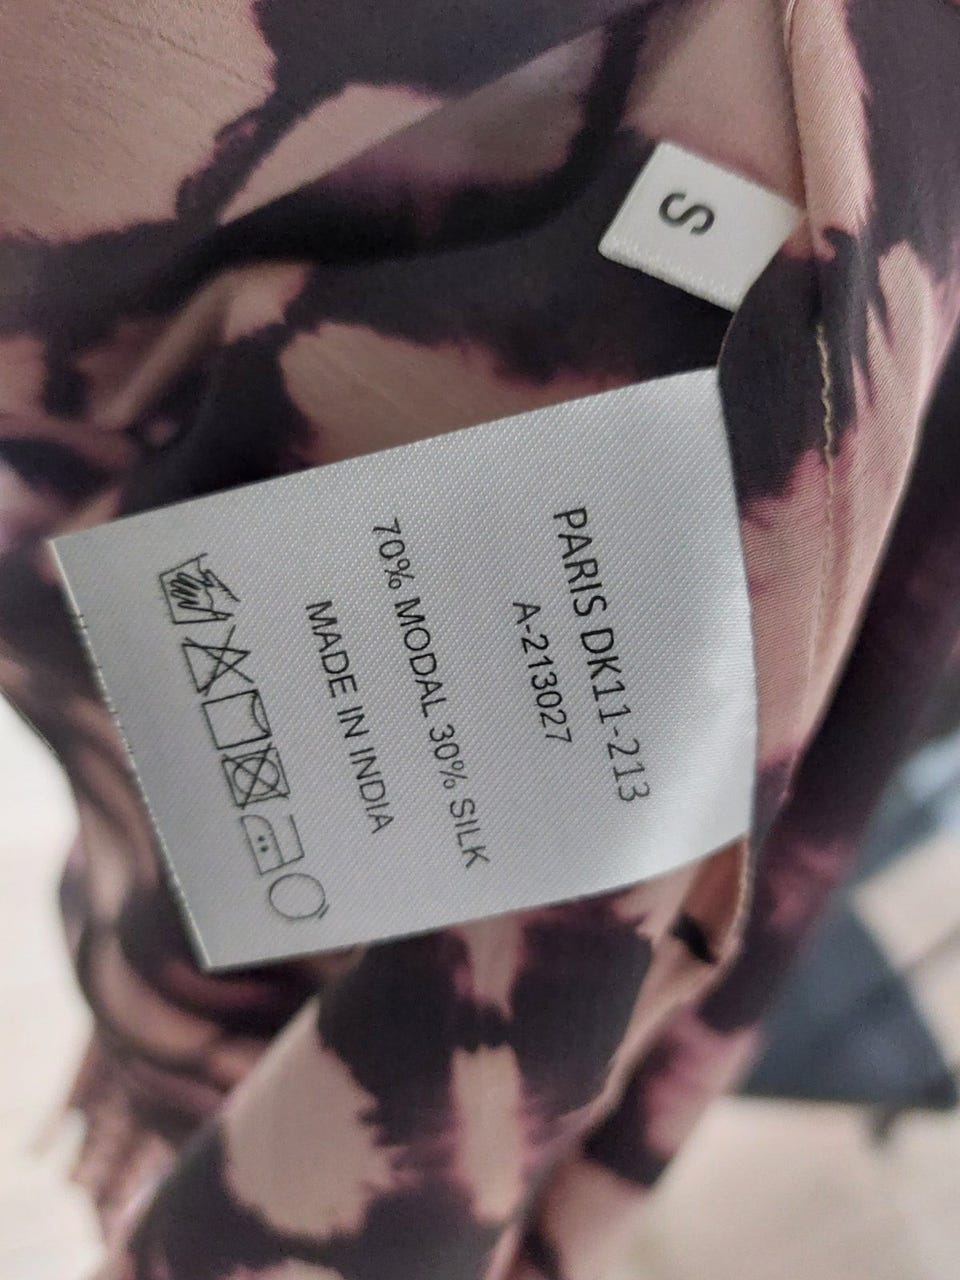 S
PARIS DK11-213
A-213027
70% MODAL 30% SILK
MADE IN INDIA